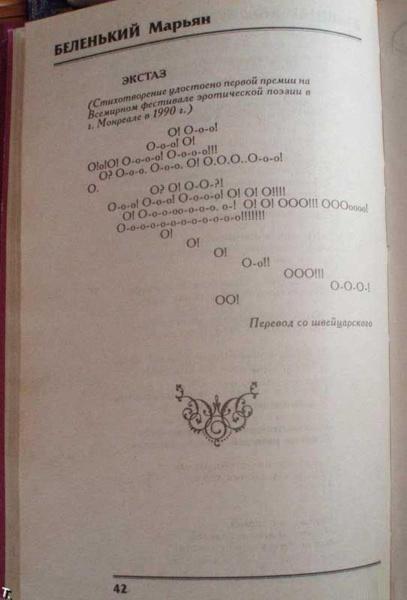 БЕЛЕНЬКИЙ Марьян
ЭКСТАЗ
(Стихотворение удостоено первой премии на
Всемирном фестивале эротической поэзии в
г. Монреале в 1990 г.)
О! О-о-о!
О-о-о! О!
О!о!О! О-о-о-о! О-о-о-о!!!
О? О-о-о. О-о-о. О! О.О.О..О-о-о!
О. О? О! О-О-?!
О-о-о! О-о-о! О-о-о-о! О! О! О!!!!
О! О-о-о-оо-о-о-о. о-! О! О! ООО!!! ОООоооо!
О-о-о-о-о-о-о-о-о-о-о-о!!!!!!!
О!
О!
О!
О-о!!
ООО!!!
О-О-О-!
ОО!
Перевод со швейцарского
42
Т.